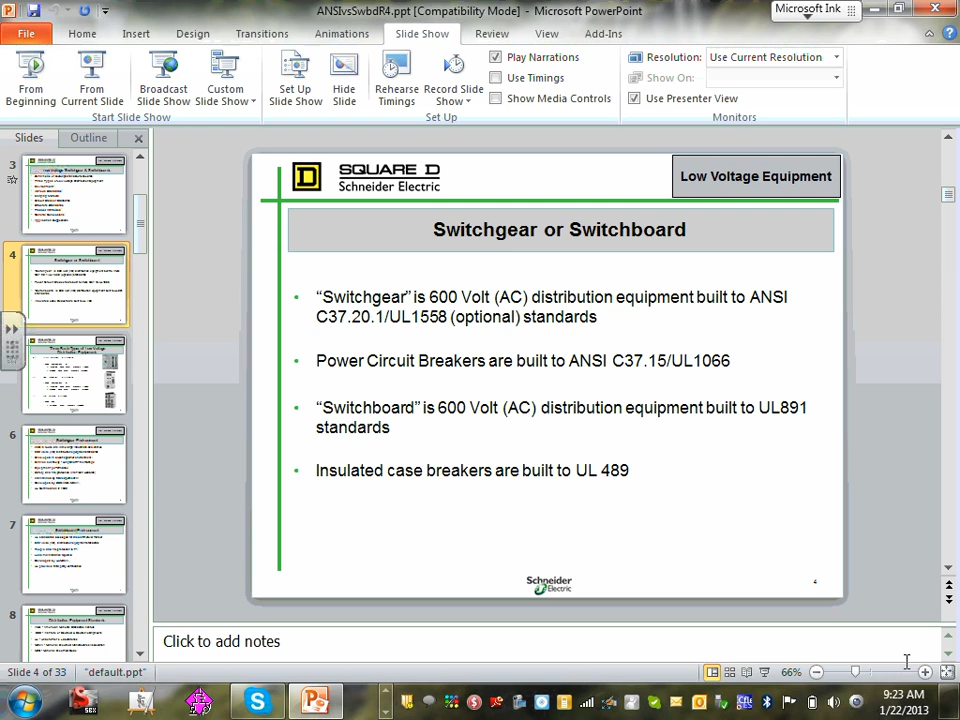 ANSIvsSwbdR4.ppt [Compatibility Mode] - Microsoft PowerPoint
Microsoft Ink
File Home Insert Design Transitions Animations Slide Show Review View Add-Ins
From Beginning
From Current Slide
Broadcast Slide Show
Custom Slide Show
Start Slide Show
Set Up Slide Show
Hide Slide
Rehearse Timings
Record Slide Show
Play Narrations
Use Timings
Show Media Controls
Set Up
Resolution: Use Current Resolution
Show On:
Use Presenter View
Monitors
Slides Outline
3
4
6
7
8
SQUARE D
Schneider Electric
Low Voltage Equipment
Switchgear or Switchboard
• “Switchgear” is 600 Volt (AC) distribution equipment built to ANSI
C37.20.1/UL1558 (optional) standards
• Power Circuit Breakers are built to ANSI C37.15/UL1066
• “Switchboard” is 600 Volt (AC) distribution equipment built to UL891
standards
• Insulated case breakers are built to UL 489
Schneider
Electric
4
Click to add notes
Slide 4 of 33 "default.ppt" 66%
9:23 AM
1/22/2013